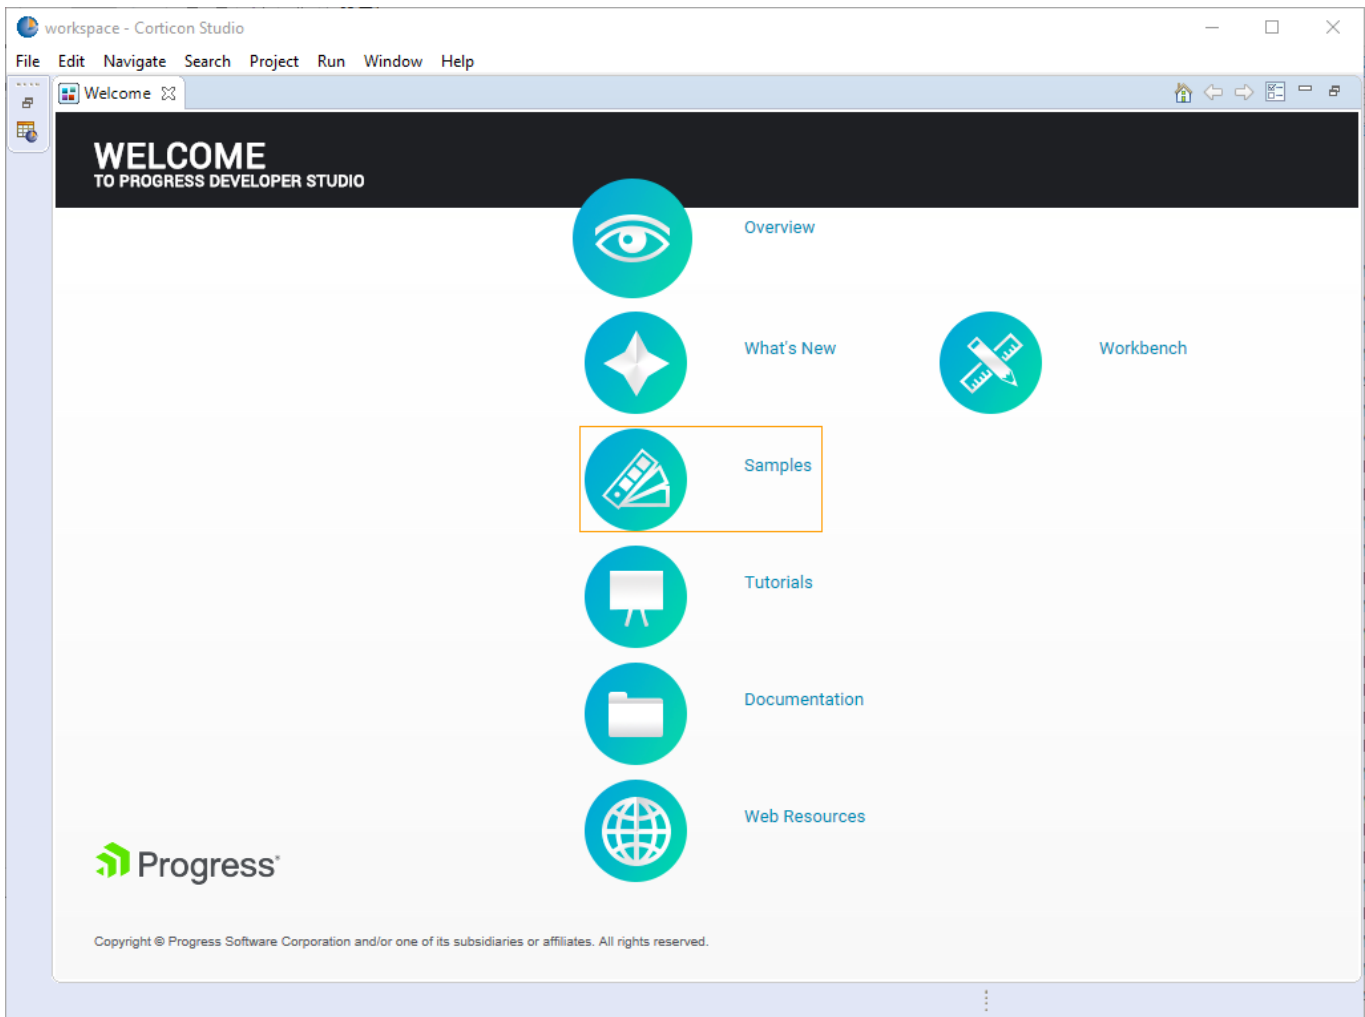 workspace - Corticon Studio
File Edit Navigate Search Project Run Window Help
Welcome
WELCOME
TO PROGRESS DEVELOPER STUDIO
Overview
What's New
Workbench
Samples
Tutorials
Documentation
Web Resources
Progress®
Copyright © Progress Software Corporation and/or one of its subsidiaries or affiliates. All rights reserved.